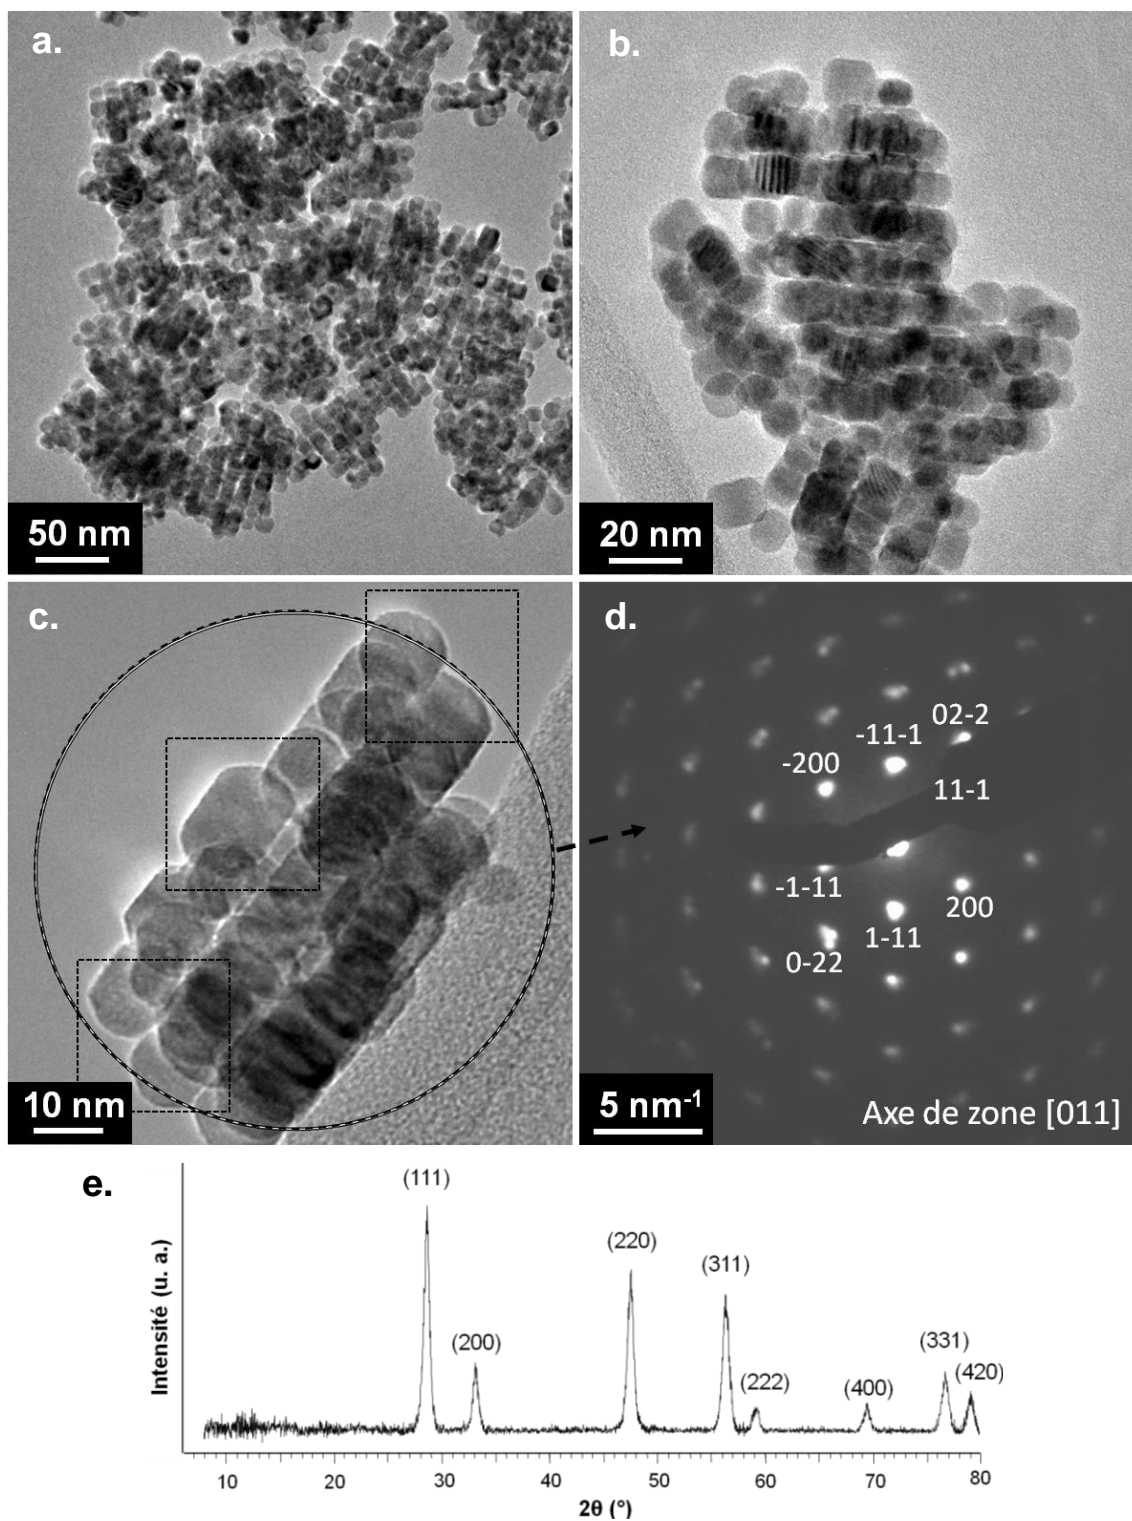 a.
b.
50 nm
20 nm
c.
d.
02-2
-11-1
-200
11-1
-1-11
200
1-11
0-22
10 nm
5 nm-1
Axe de zone [011]
e.
(111)
(220)
(311)
(200)
(331)
(222)
(420)
(400)
Intensité (u. a.)
10 20 30 40 50 60 70 80
2θ (°)